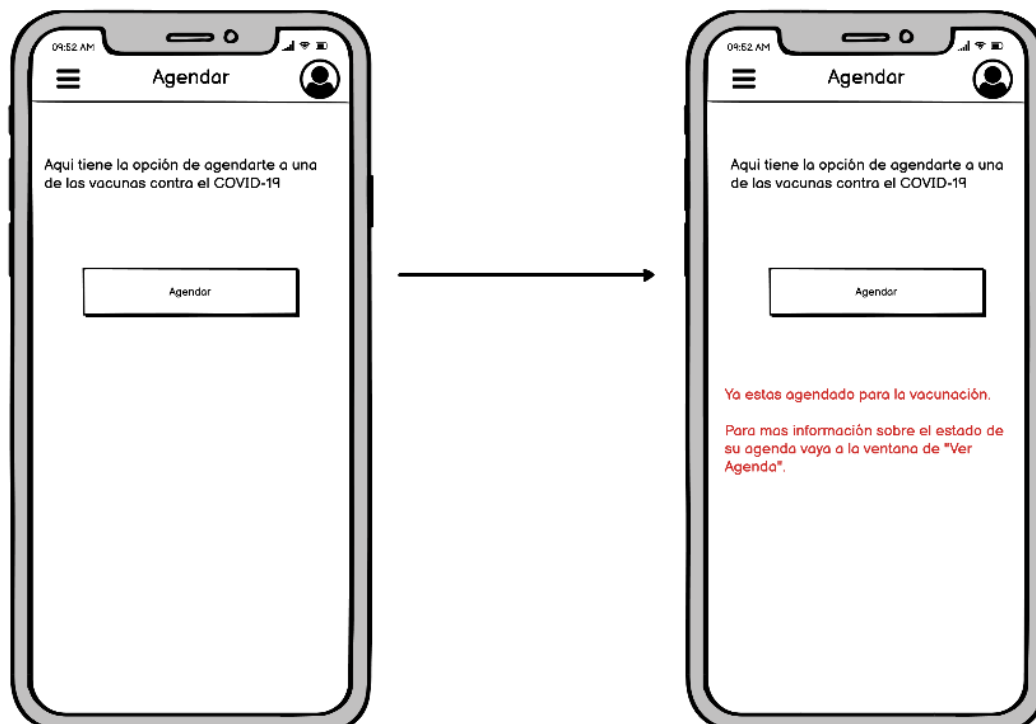 09:52 AM
Agendar
Aqui tiene la opción de agendarte a una
de las vacunas contra el COVID-19
Agendar
09:52 AM
Agendar
Aqui tiene la opción de agendarte a una
de las vacunas contra el COVID-19
Agendar
Ya estas agendado para la vacunación.
Para mas información sobre el estado de
su agenda vaya a la ventana de "Ver
Agenda".